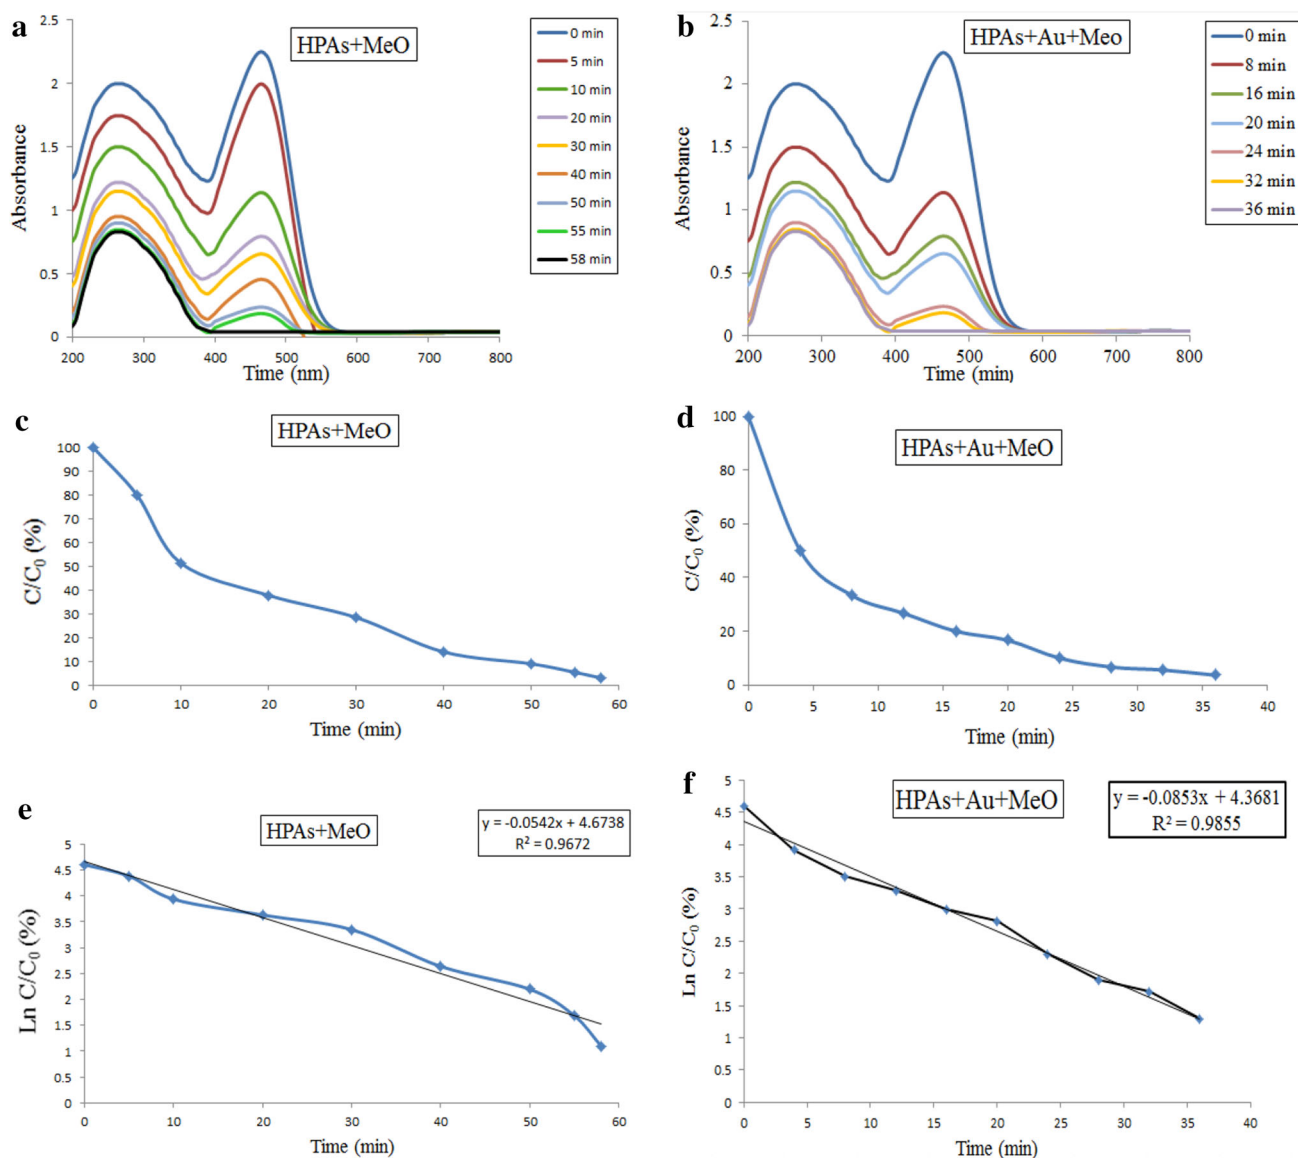 a
HPAs+MeO
Absorbance
2.5
2
1.5
1
0.5
0
200 300 400 500 600 700 800
Time (nm)
0 min
5 min
10 min
20 min
30 min
40 min
50 min
55 min
58 min
b
HPAs+Au+Meo
Absorbance
2.5
2
1.5
1
0.5
0
200 300 400 500 600 700 800
Time (min)
0 min
8 min
16 min
20 min
24 min
32 min
36 min
c
HPAs+MeO
C/C0 (%)
100
90
80
70
60
50
40
30
20
10
0
0 10 20 30 40 50 60
Time (min)
d
HPAs+Au+MeO
C/C0 (%)
100
80
60
40
20
0
0 5 10 15 20 25 30 35 40
Time (min)
e
HPAs+MeO
y = -0.0542x + 4.6738
R² = 0.9672
Ln C/C0 (%)
5
4.5
4
3.5
3
2.5
2
1.5
1
0.5
0
0 10 20 30 40 50 60
Time (min)
f
HPAs+Au+MeO
y = -0.0853x + 4.3681
R² = 0.9855
Ln C/C0 (%)
5
4.5
4
3.5
3
2.5
2
1.5
1
0.5
0
0 5 10 15 20 25 30 35 40
Time (min)